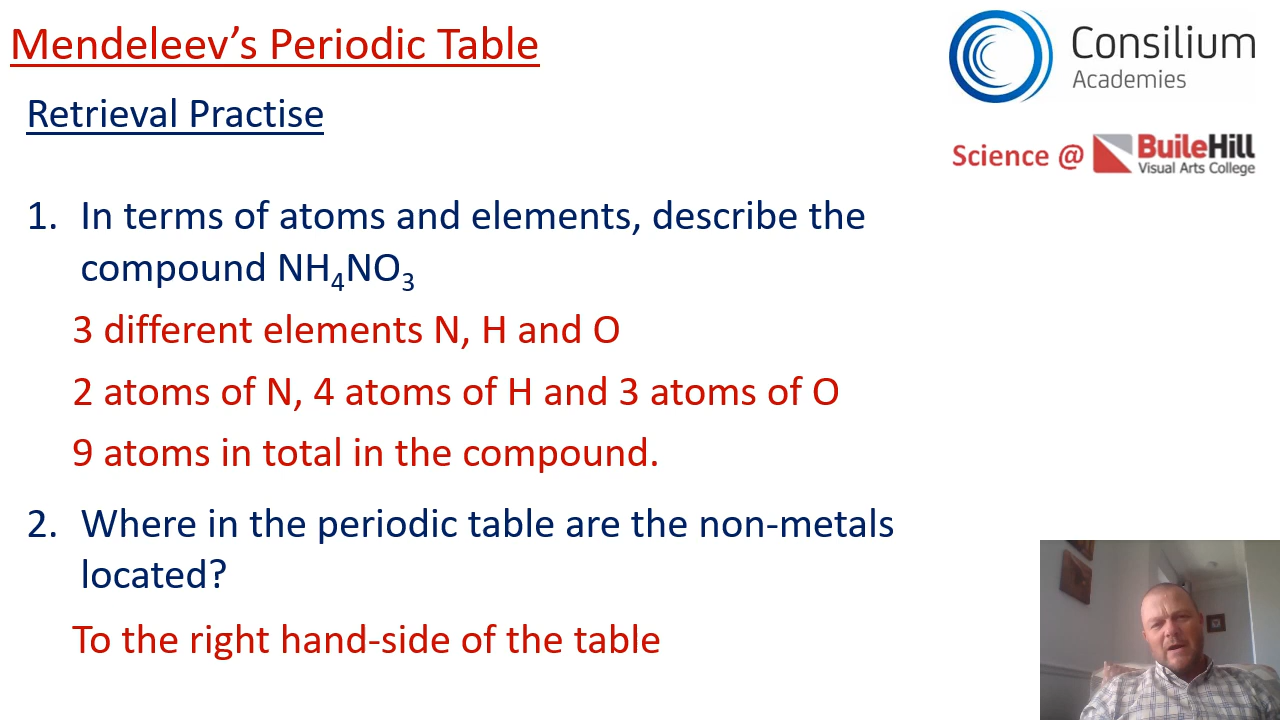 Mendeleev's Periodic Table
Consilium
Academies
Retrieval Practise
Science @ BuileHill
Visual Arts College
1. In terms of atoms and elements, describe the
compound NH₄NO₃
3 different elements N, H and O
2 atoms of N, 4 atoms of H and 3 atoms of O
9 atoms in total in the compound.
2. Where in the periodic table are the non-metals
located?
To the right hand-side of the table